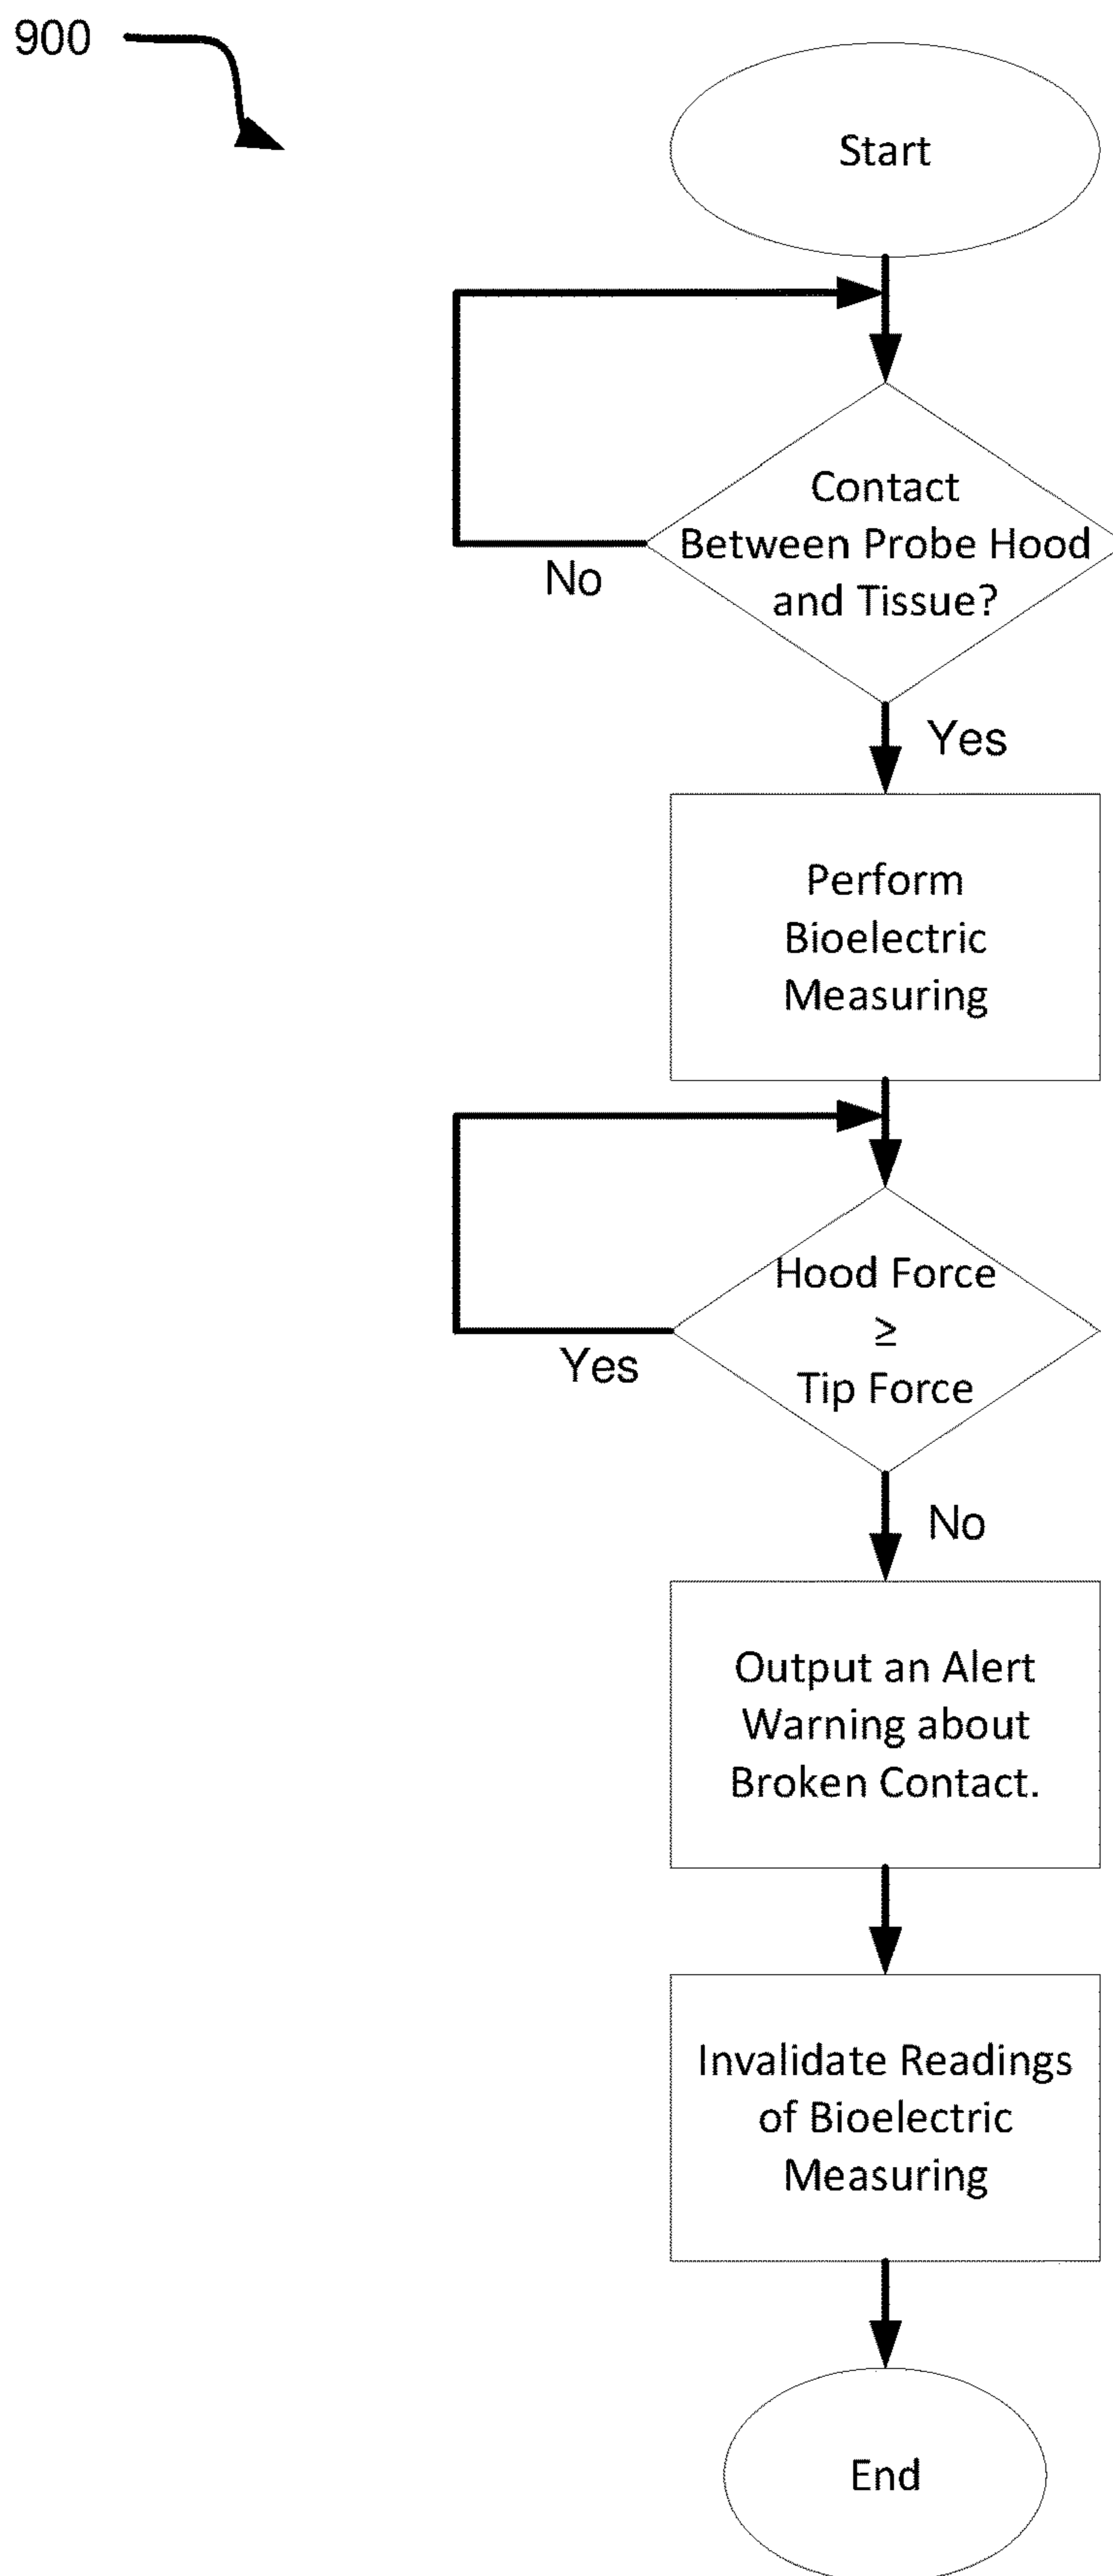 900
Start
Contact
Between Probe Hood
and Tissue?
No
Yes
Perform
Bioelectric
Measuring
Hood Force
≥
Tip Force
Yes
No
Output an Alert
Warning about
Broken Contact.
Invalidate Readings
of Bioelectric
Measuring
End